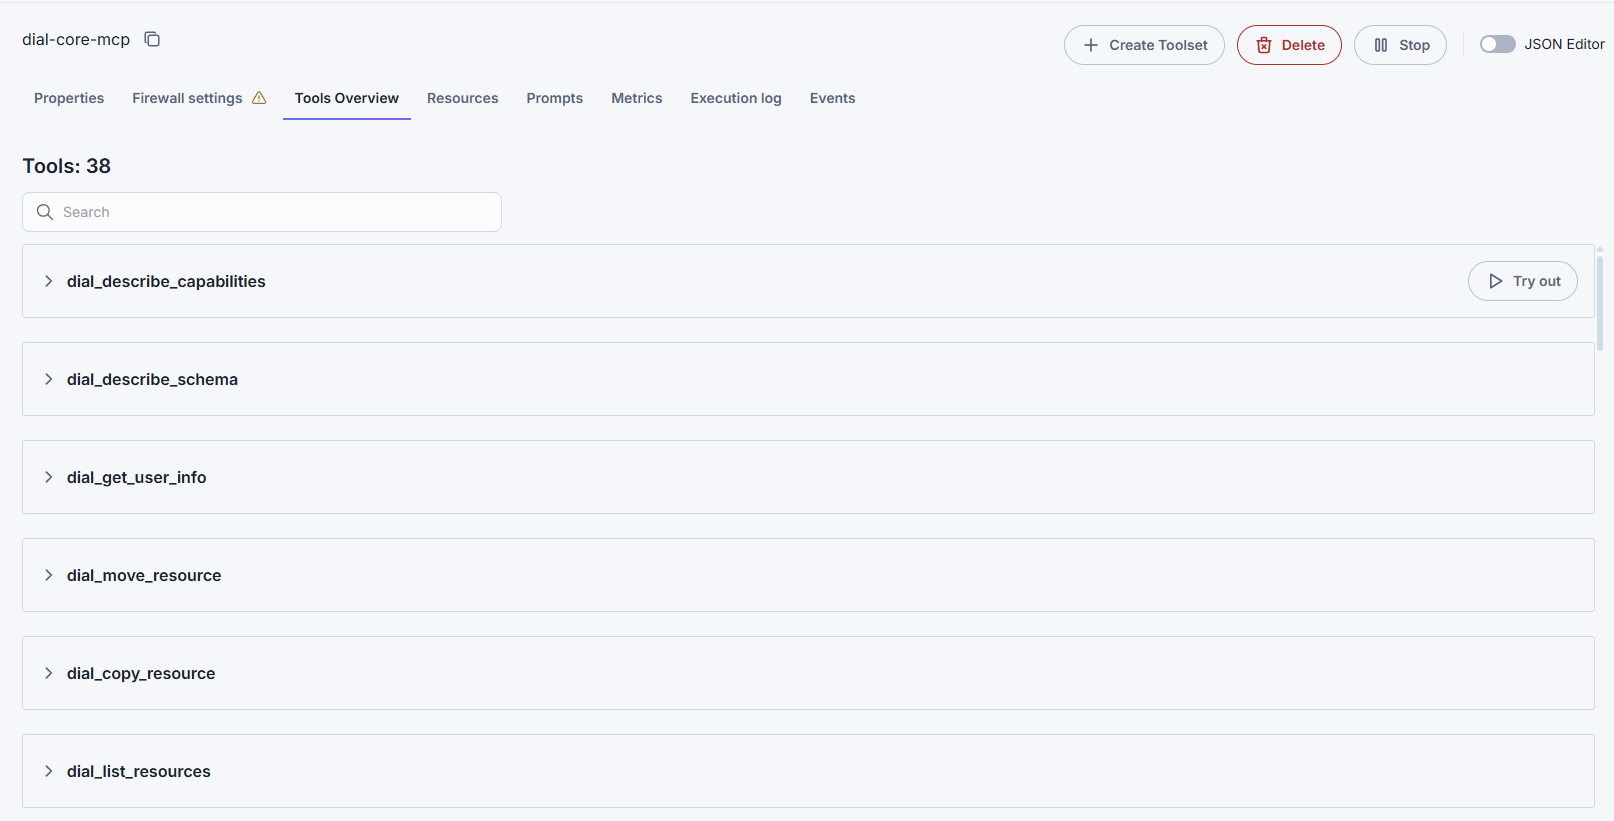 dial-core-mcp
Create Toolset
Delete
Stop
JSON Editor
Properties
Firewall settings
Tools Overview
Resources
Prompts
Metrics
Execution log
Events
Tools: 38
Search
dial_describe_capabilities
Try out
dial_describe_schema
dial_get_user_info
dial_move_resource
dial_copy_resource
dial_list_resources